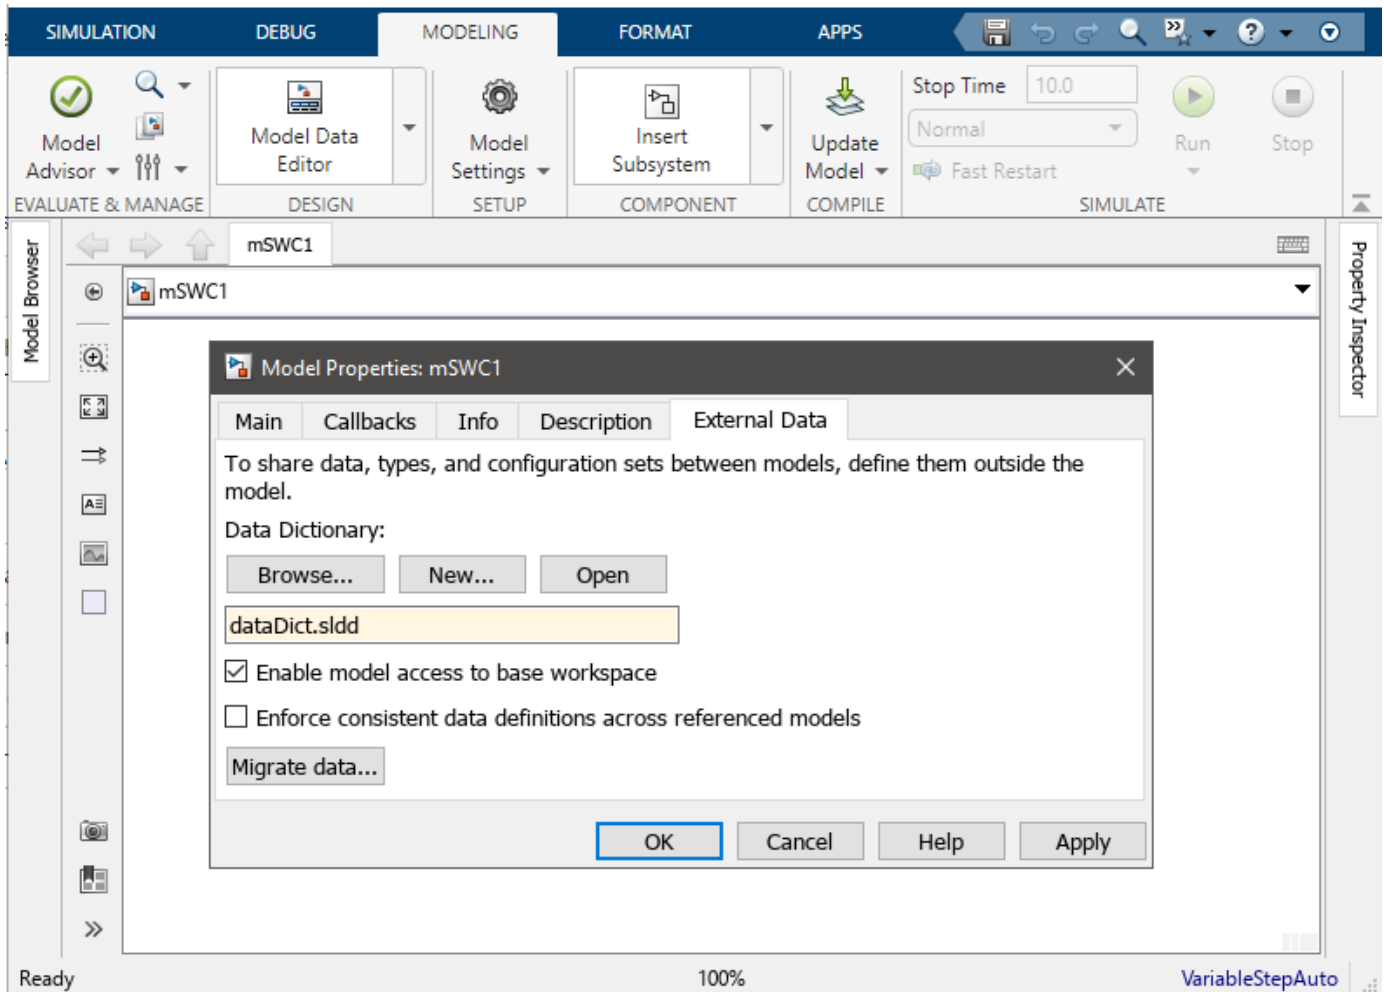 SIMULATION DEBUG MODELING FORMAT APPS
Stop Time 10.0
Model Data
Editor
Insert
Subsystem
Normal
Model
Advisor
Model
Settings
Update
Model
Run
Stop
Fast Restart
EVALUATE & MANAGE DESIGN SETUP COMPONENT COMPILE SIMULATE
Model Browser
mSWC1
Property Inspector
mSWC1
Model Properties: mSWC1
Main Callbacks Info Description External Data
To share data, types, and configuration sets between models, define them outside the
model.
Data Dictionary:
Browse... New... Open
dataDict.sldd
Enable model access to base workspace
Enforce consistent data definitions across referenced models
Migrate data...
OK Cancel Help Apply
Ready 100% VariableStepAuto